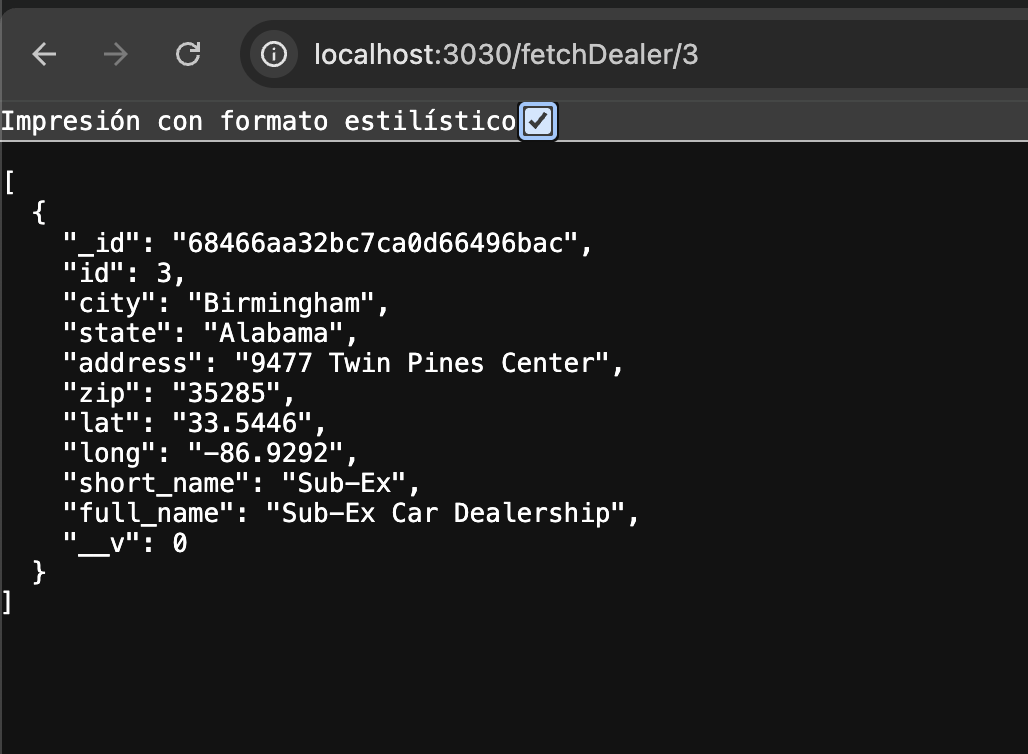 localhost:3030/fetchDealer/3
Impresión con formato estilístico
[
  {
    "_id": "68466aa32bc7ca0d66496bac",
    "id": 3,
    "city": "Birmingham",
    "state": "Alabama",
    "address": "9477 Twin Pines Center",
    "zip": "35285",
    "lat": "33.5446",
    "long": "-86.9292",
    "short_name": "Sub-Ex",
    "full_name": "Sub-Ex Car Dealership",
    "__v": 0
  }
]